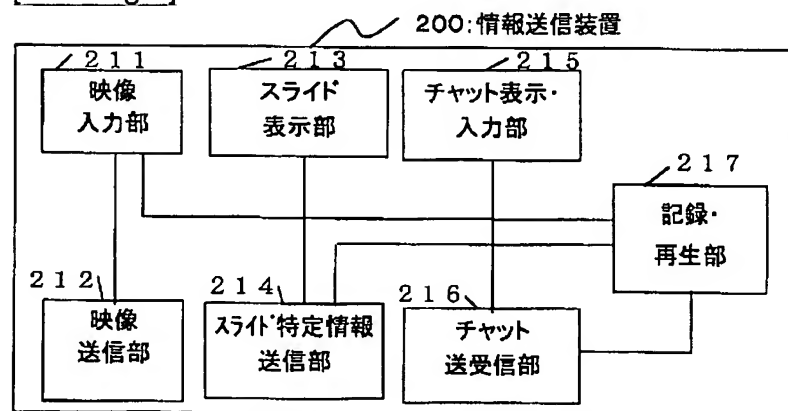 200:情報送信装置
211
映像
入力部
213
スライド
表示部
215
チャット表示・
入力部
217
記録・
再生部
212
映像
送信部
214
スライド特定情報
送信部
216
チャット
送受信部